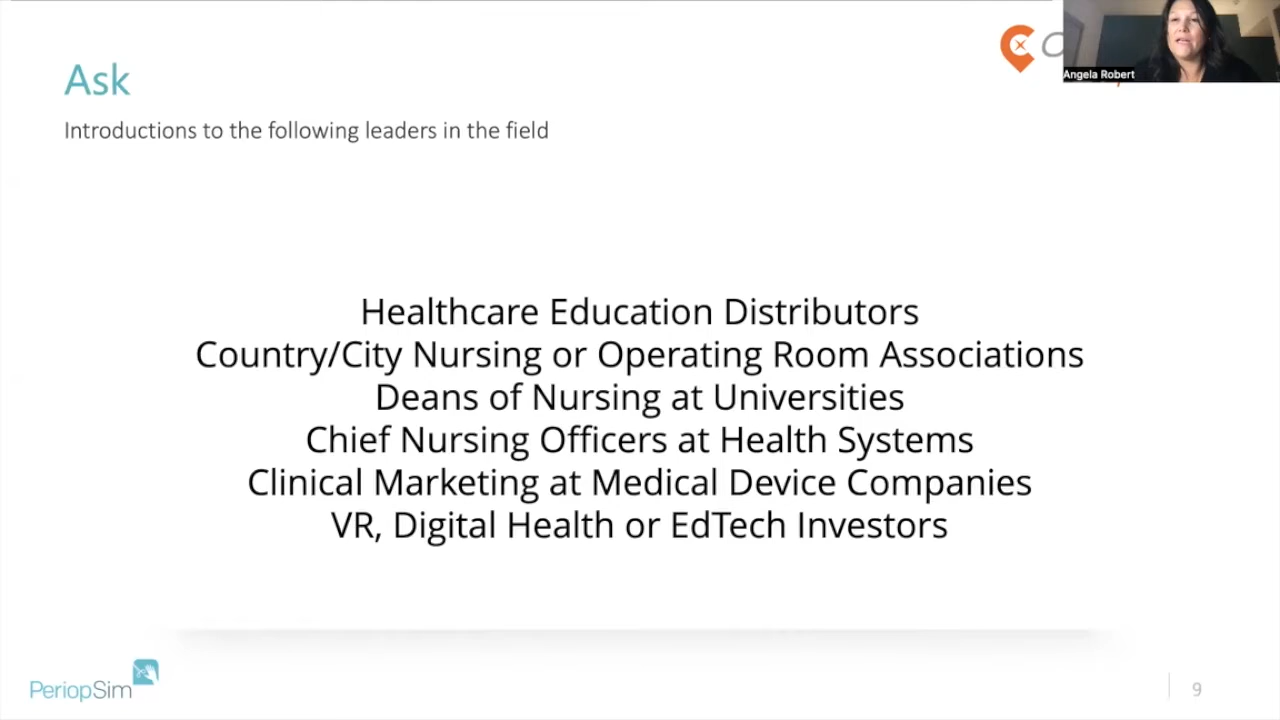 Ask
Angela Robert
Introductions to the following leaders in the field
Healthcare Education Distributors
Country/City Nursing or Operating Room Associations
Deans of Nursing at Universities
Chief Nursing Officers at Health Systems
Clinical Marketing at Medical Device Companies
VR, Digital Health or EdTech Investors
PeriopSim
9